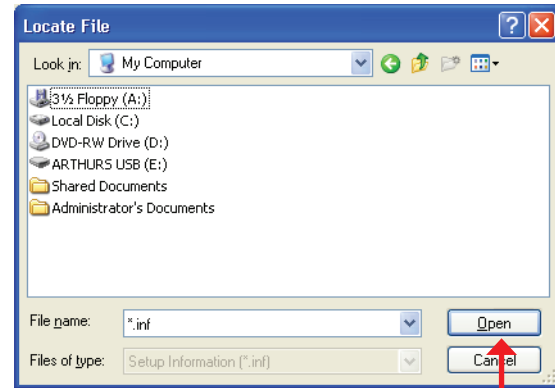 Locate File
Look in: My Computer
3½ Floppy (A:)
Local Disk (C:)
DVD-RW Drive (D:)
ARTHURS USB (E:)
Shared Documents
Administrator's Documents
File name: *.inf Open
Files of type: Setup Information (*.inf) Cancel